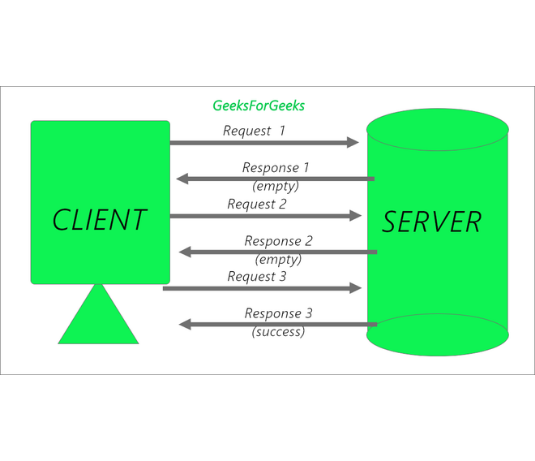 GeeksForGeeks
Request 1
Response 1
(empty)
Request 2
CLIENT
SERVER
Response 2
(empty)
Request 3
Response 3
(success)